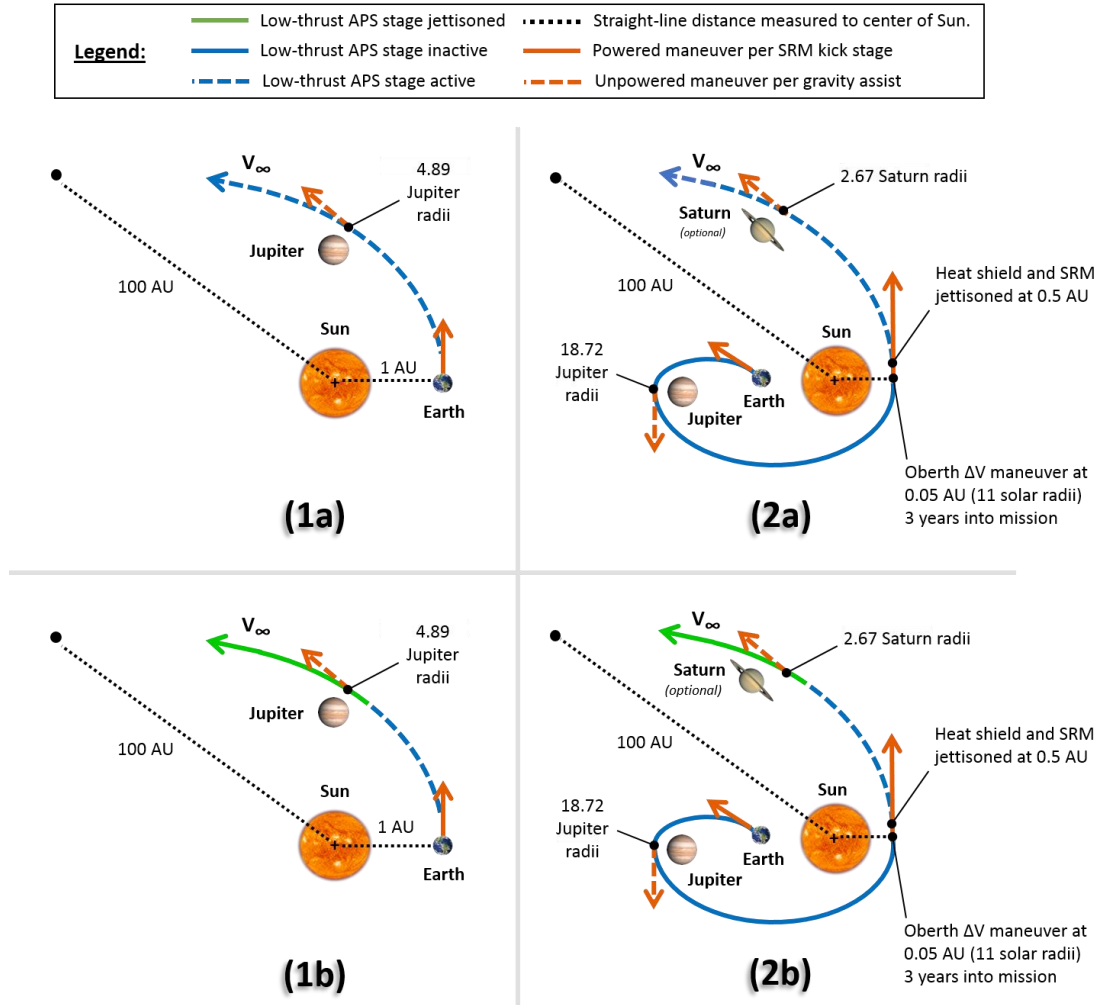 Legend:
Low-thrust APS stage jettisoned
Straight-line distance measured to center of Sun.
Low-thrust APS stage inactive
Powered maneuver per SRM kick stage
Low-thrust APS stage active
Unpowered maneuver per gravity assist
V∞
4.89
Jupiter
radii
Jupiter
100 AU
Sun
1 AU
Earth
(1a)
V∞
2.67 Saturn radii
Saturn
(optional)
100 AU
Heat shield and SRM
jettisoned at 0.5 AU
Sun
18.72
Jupiter
radii
Earth
Jupiter
Oberth ΔV maneuver at
0.05 AU (11 solar radii)
3 years into mission
(2a)
V∞
4.89
Jupiter
radii
Jupiter
100 AU
Sun
1 AU
Earth
(1b)
V∞
2.67 Saturn radii
Saturn
(optional)
100 AU
Heat shield and SRM
jettisoned at 0.5 AU
Sun
18.72
Jupiter
radii
Earth
Jupiter
Oberth ΔV maneuver at
0.05 AU (11 solar radii)
3 years into mission
(2b)